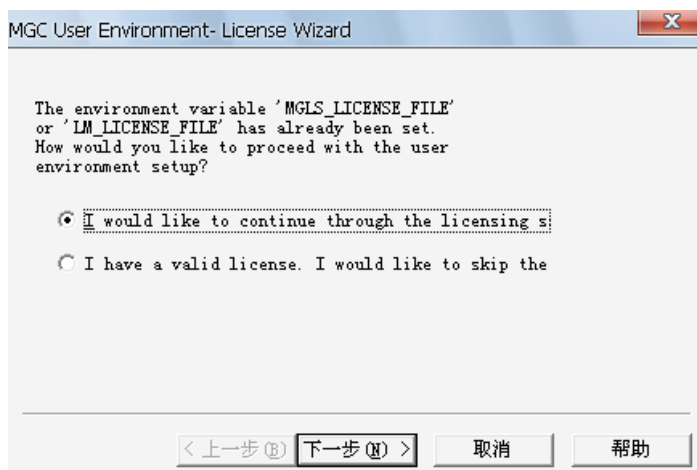 MGC User Environment- License Wizard
The environment variable 'MGLS_LICENSE_FILE'
or 'LM_LICENSE_FILE' has already been set.
How would you like to proceed with the user
environment setup?
I would like to continue through the licensing s
I have a valid license. I would like to skip the
< 上一步(B) 下一步(N) > 取消 帮助